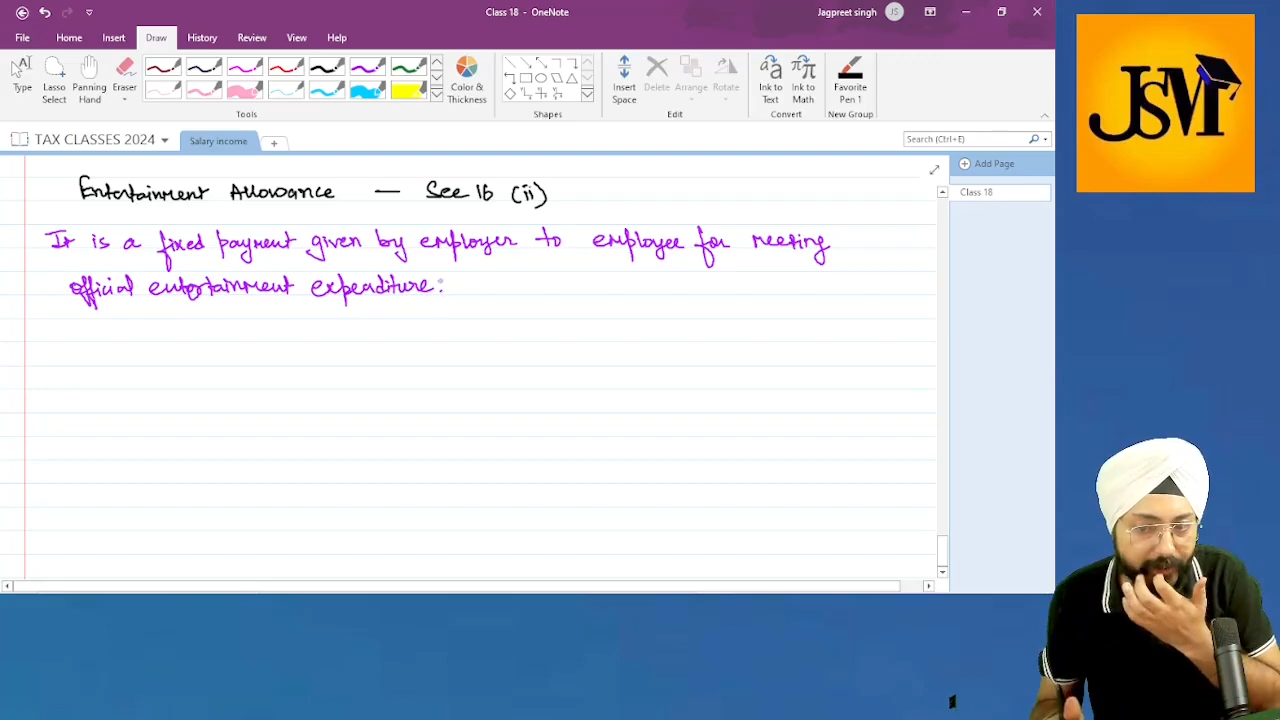 Class 18 - OneNote
Jagpreet singh JS
File Home Insert Draw History Review View Help
Type Lasso Select Panning Hand Eraser
Color & Thickness
Insert Space Delete Arrange Rotate
Ink to Text Ink to Math
Favorite Pen 1
Tools Shapes Edit Convert New Group
TAX CLASSES 2024 Salary income
Search (Ctrl+E)
Add Page
Class 18
Entertainment Allowance — Sec 16 (ii)
It is a fixed payment given by employer to employee for meeting
official entertainment expenditure:
JSM